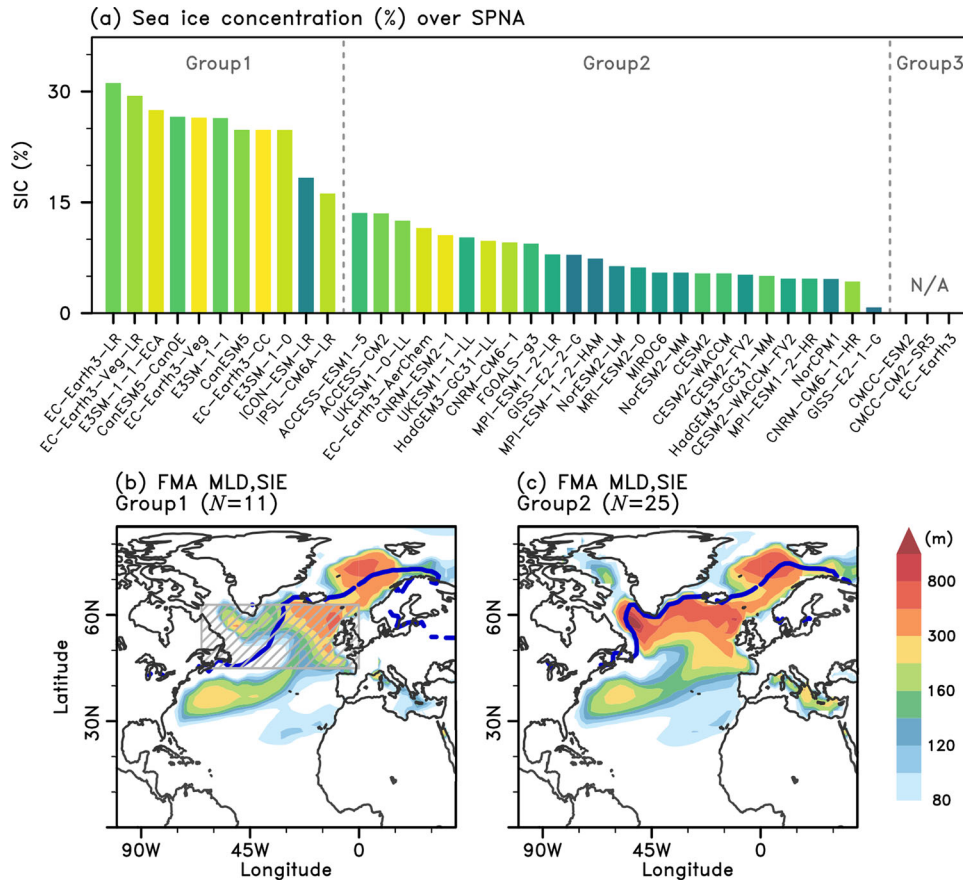 (a) Sea ice concentration (%) over SPNA
Group1
Group2
Group3
SIC (%)
30
15
0
N/A
EC-Earth3-LR
EC-Earth3-Veg-LR
E3SM-1-1-ECA
CanESM5-CanOE
EC-Earth3-Veg
E3SM-1-1
CanESM5
EC-Earth3-CC
E3SM-1-0
ICON-ESM-LR
IPSL-CM6A-LR
ACCESS-ESM1-5
ACCESS-CM2
UKESM1-0-LL
EC-Earth3-AerChem
CNRM-ESM2-1
UKESM1-1-LL
HadGEM3-GC31-LL
CNRM-CM6-1
FGOALS-g3
MPI-ESM1-2-LR
GISS-E2-2-G
MPI-ESM-1-2-HAM
NorESM2-LM
MRI-ESM2-0
MIROC6
NorESM2-MM
CESM2
CESM2-WACCM
CESM2-FV2
HadGEM3-GC31-MM
CESM2-WACCM-FV2
MPI-ESM1-2-HR
NorCPM1
CNRM-CM6-1-HR
GISS-E2-1-G
CMCC-ESM2
CMCC-CM2-SR5
EC-Earth3
(b) FMA MLD,SIE
Group1 (N=11)
Latitude
60N
30N
90W
45W
0
Longitude
(c) FMA MLD,SIE
Group2 (N=25)
60N
30N
90W
45W
0
Longitude
(m)
800
300
160
120
80